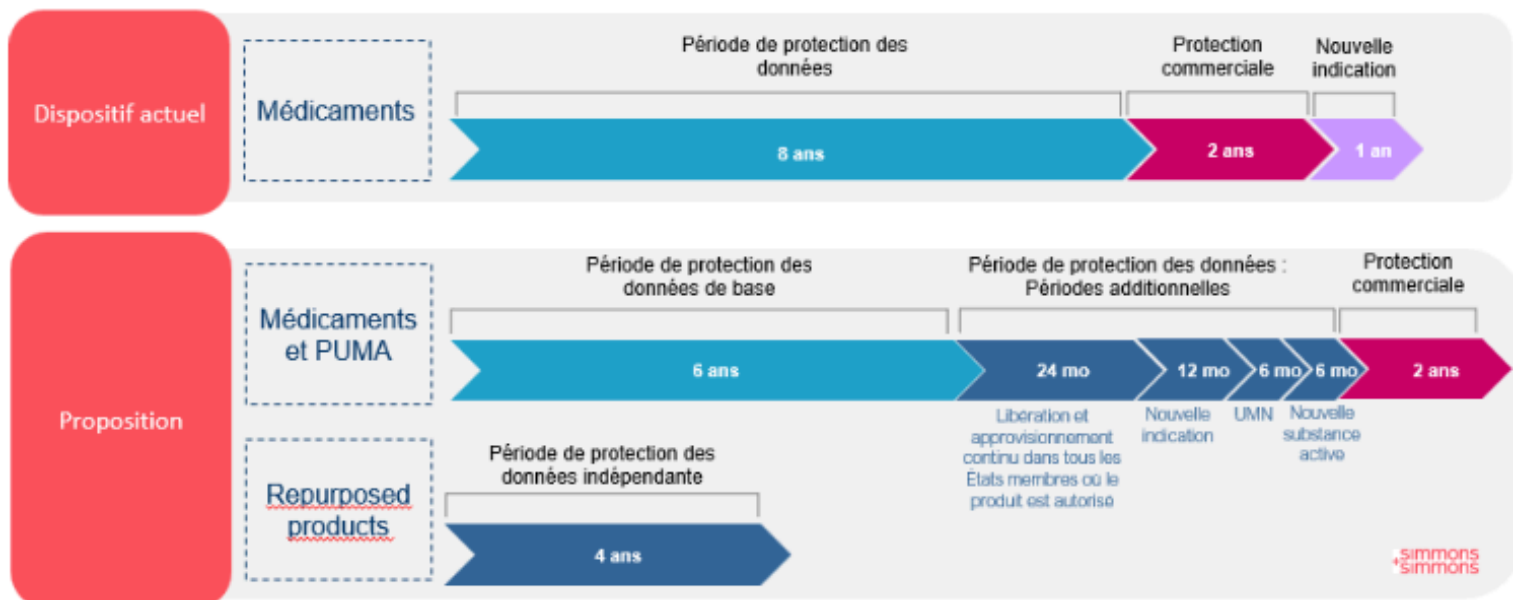 Dispositif actuel
Médicaments
Période de protection des
données
Protection
commerciale
Nouvelle
indication
8 ans
2 ans
1 an
Proposition
Médicaments
et PUMA
Période de protection des
données de base
Période de protection des données :
Périodes additionnelles
Protection
commerciale
6 ans
24 mo
12 mo
6 mo
6 mo
2 ans
Libération et
approvisionnement
continu dans tous les
États membres où le
produit est autorisé
Nouvelle
indication
UMN
Nouvelle
substance
active
Repurposed
products
Période de protection des
données indépendante
4 ans
simmons
+simmons